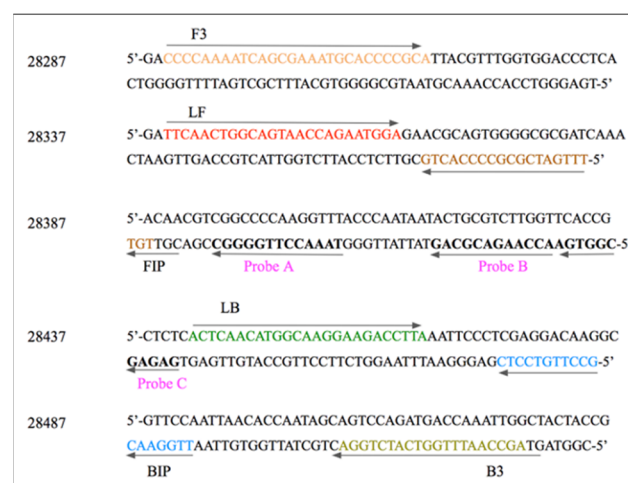 F3
28287 5’-GACCCCAAAATCAGCGAAATGCACCCCGCATTACGTTTGGTGGACCCTCA
CTGGGGTTTTAGTCGCTTTACGTGGGGCGTAATGCAAACCACCTGGGAGT-5’
LF
28337 5’-GATTCAACTGGCAGTAACCAGAATGGAGAACGCAGTGGGGCGCGATCAAA
CTAAGTTGACCGTCATTGGTCTTACCTCTTGCGTCACCCCGCGCTAGTTT-5’
28387 5’-ACAACGTCGGCCCCAAGGTTTACCCAATAATACTGCGTCTTGGTTCACCG
TGTTGCAGCCGGGGTTCCAAATGGGTTATTATGACGCAGAACCAAGTGGC-5
FIP Probe A Probe B
LB
28437 5’-CTCTCACTCAACATGGCAAGGAAGACCTTAAATTCCCTCGAGGACAAGGC
GAGAGTGAGTTGTACCGTTCCTTCTGGAATTTAAGGGAGCTCCTGTTCCG-5’
Probe C
28487 5’-GTTCCAATTAACACCAATAGCAGTCCAGATGACCAAATTGGCTACTACCG
CAAGGTTAATTGTGGTTATCGTCAGGTCTACTGGTTTAACCGATGATGGC-5’
BIP B3